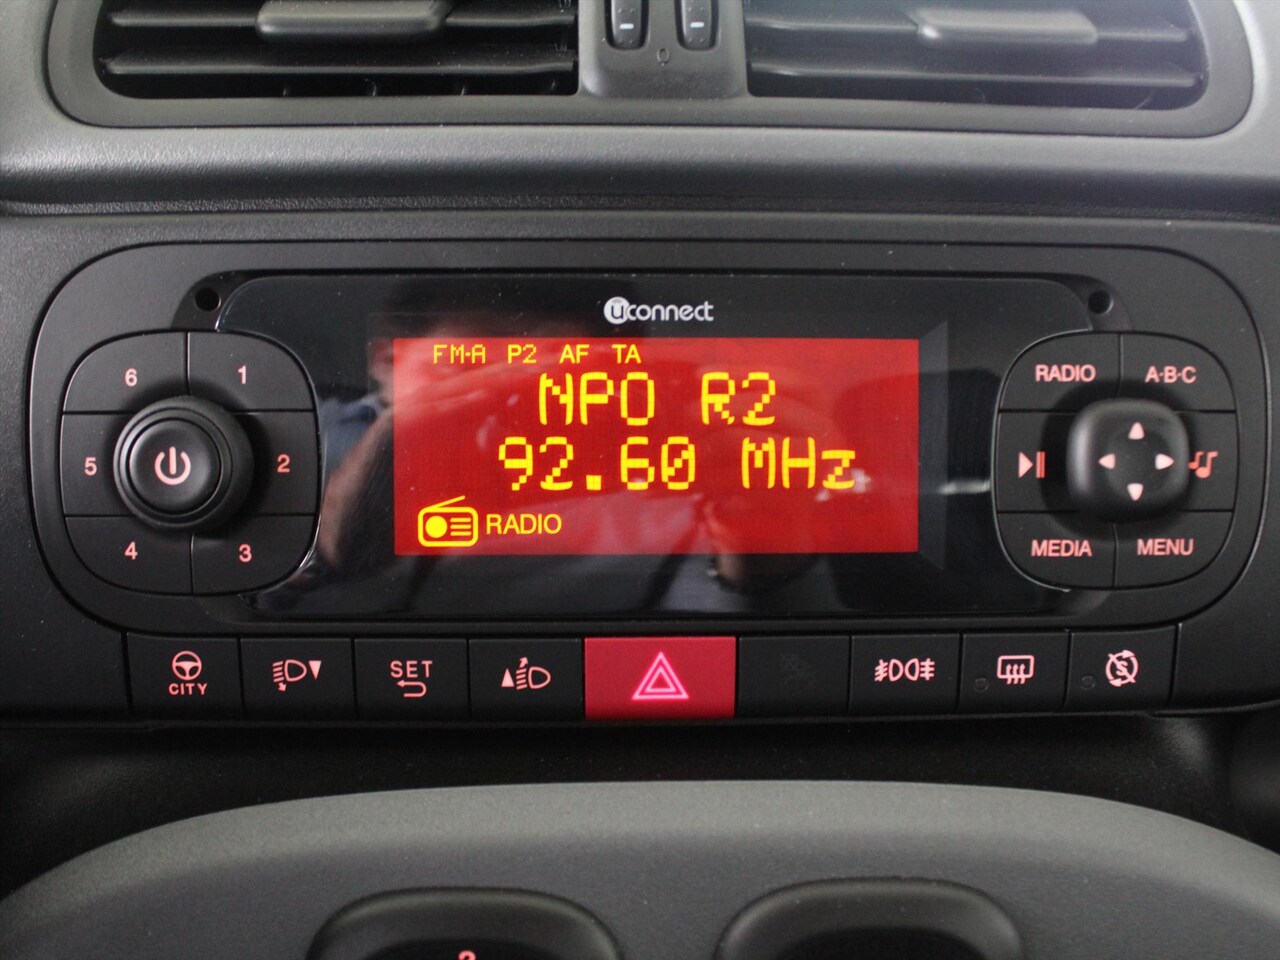 uconnect
FM-A P2 AF TA
NPO R2
92.60 MHz
RADIO
6
1
5
2
4
3
RADIO
A-B-C
MEDIA
MENU
CITY
SET
S